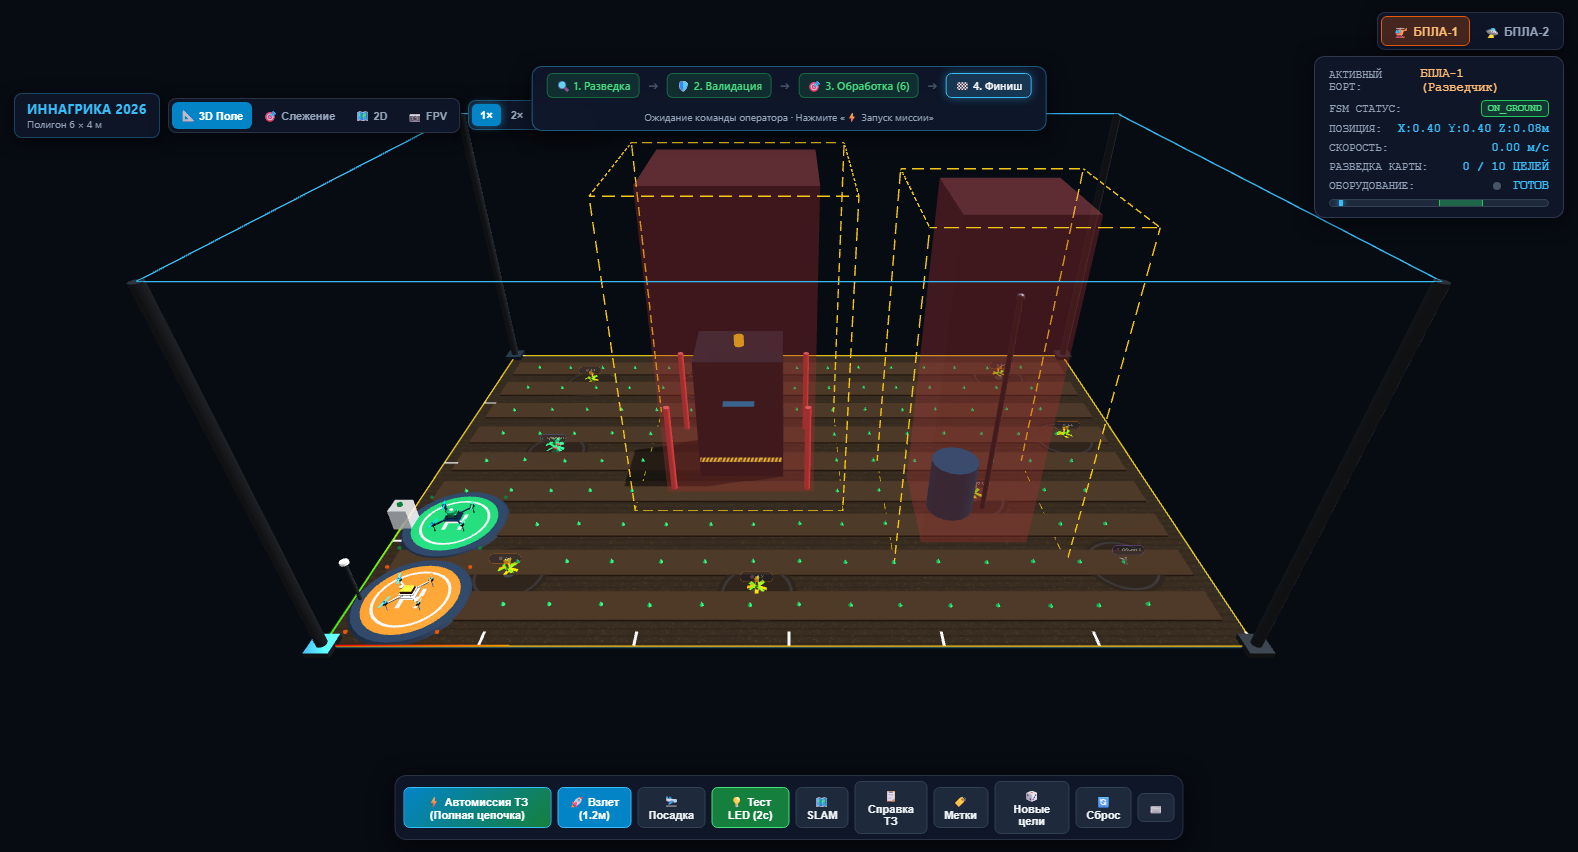 БПЛА-1
БПЛА-2
ИННАГРИКА 2026
Полигон 6 × 4 м
3D Поле
Слежение
2D
FPV
1×
2×
1. Разведка
→
2. Валидация
→
3. Обработка (6)
→
4. Финиш
Ожидание команды оператора · Нажмите « Запуск миссии»
АКТИВНЫЙ БОРТ:
БПЛА-1 (Разведчик)
FSM СТАТУС:
ON_GROUND
ПОЗИЦИЯ:
X:0.40 Y:0.40 Z:0.08м
СКОРОСТЬ:
0.00 м/с
РАЗВЕДКА КАРТЫ:
0 / 10 ЦЕЛЕЙ
ОБОРУДОВАНИЕ:
ГОТОВ
H
H
Автомиссия ТЗ
(Полная цепочка)
Взлет
(1.2м)
Посадка
Тест
LED (2с)
SLAM
Справка
ТЗ
Метки
Новые
цели
Сброс